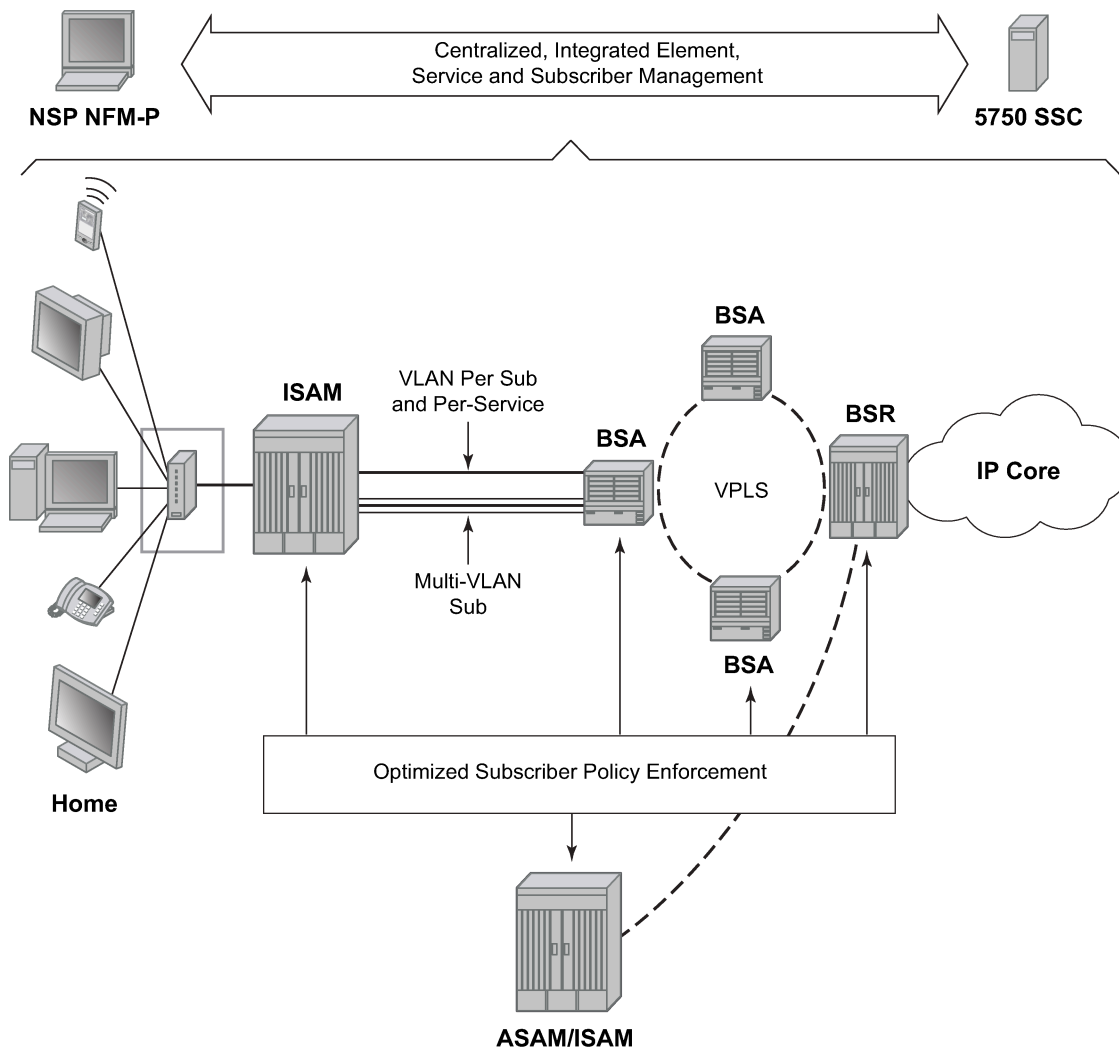 Centralized, Integrated Element,
Service and Subscriber Management
NSP NFM-P
5750 SSC
BSA
VLAN Per Sub
and Per-Service
ISAM
BSA
BSR
IP Core
VPLS
Multi-VLAN
Sub
BSA
Optimized Subscriber Policy Enforcement
Home
ASAM/ISAM